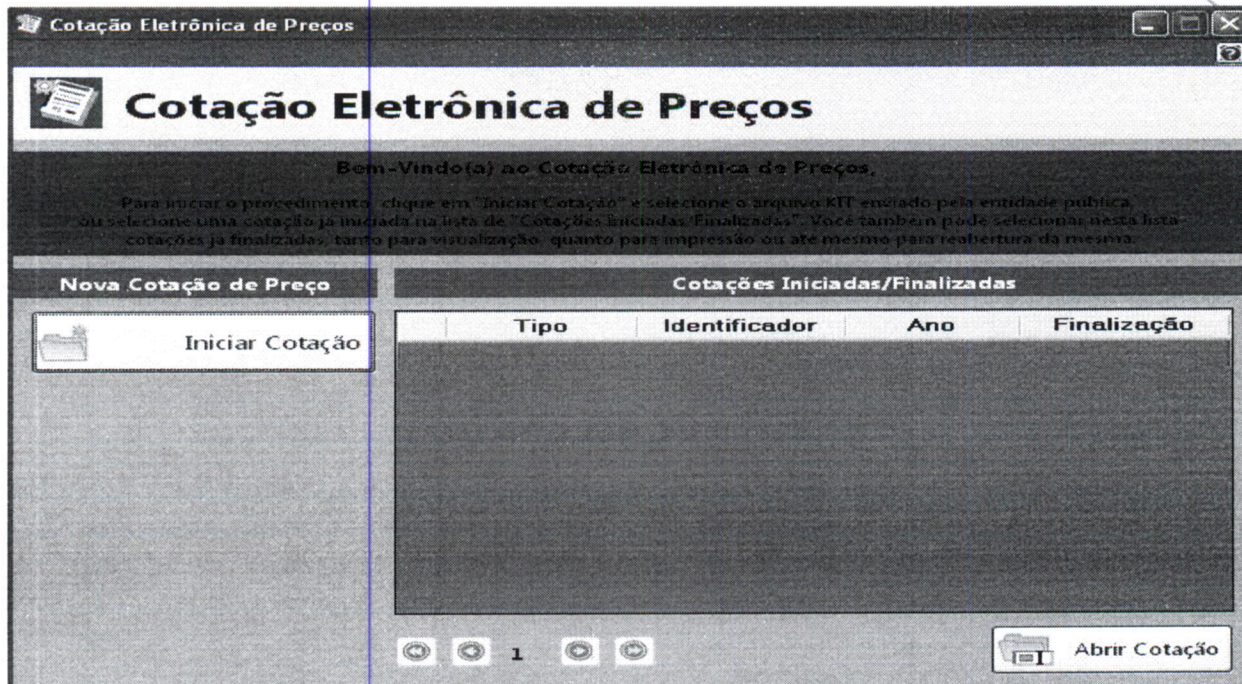 Cotação Eletrônica de Preços
Cotação Eletrônica de Preços
Bem-Vindo(a) ao Cotação Eletrônica de Preços,
Para iniciar o procedimento, clique em "Iniciar Cotação" e selecione o arquivo KIT enviado pela entidade pública,
ou selecione uma cotação já iniciada na lista de "Cotações Iniciadas/Finalizadas". Você também pode selecionar nesta lista
cotações já finalizadas, tanto para visualização, quanto para impressão ou até mesmo para reabertura da mesma.
Nova Cotação de Preço
Cotações Iniciadas/Finalizadas
Iniciar Cotação
Tipo Identificador Ano Finalização
1
Abrir Cotação